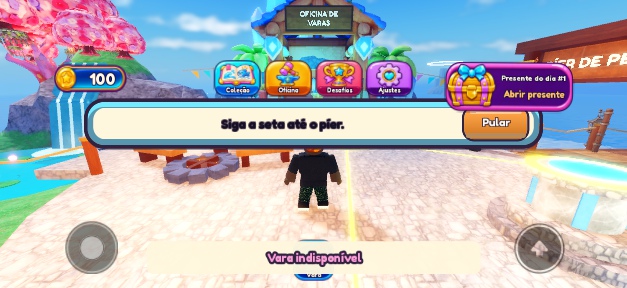 OFICINA DE
VARAS
100
Coleção
Oficina
Desafios
Ajustes
Presente do dia #1
Abrir presente
Siga a seta até o píer.
Pular
Vara indisponível
Vara